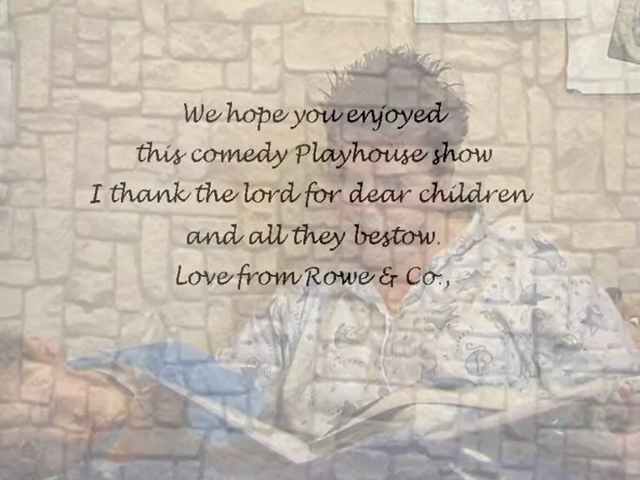 We hope you enjoyed
this comedy Playhouse show
I thank the lord for dear children
and all they bestow.
Love from Rowe & Co.,